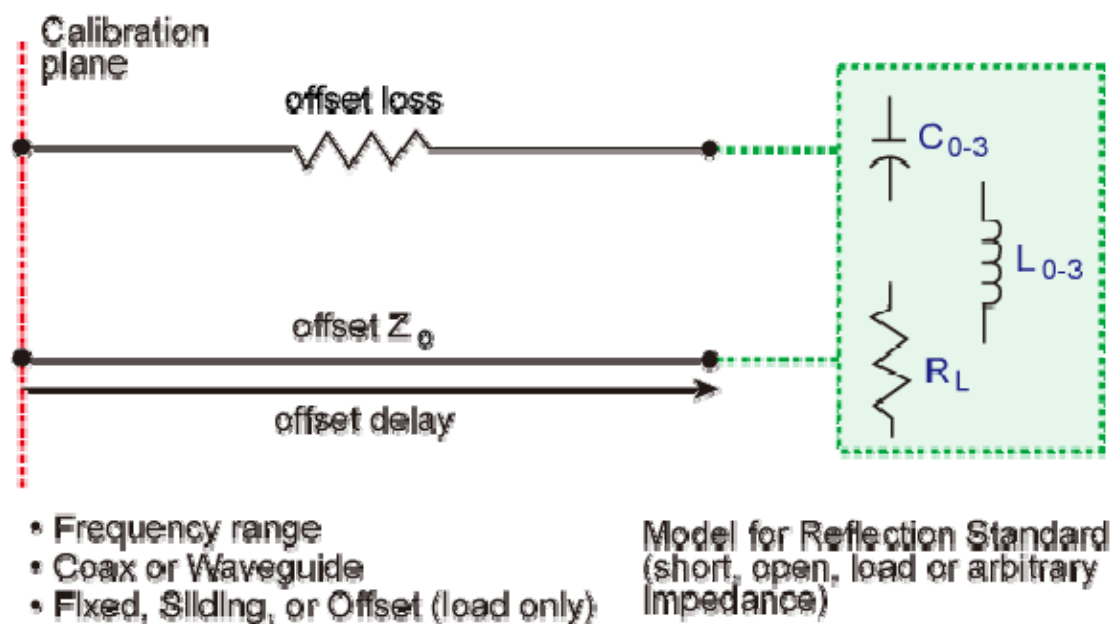 Calibration
plane
offset loss
C0-3
L0-3
offset Zo
RL
offset delay
• Frequency range
• Coax or Waveguide
• Fixed, Sliding, or Offset (load only)
Model for Reflection Standard
(short, open, load or arbitrary
impedance)